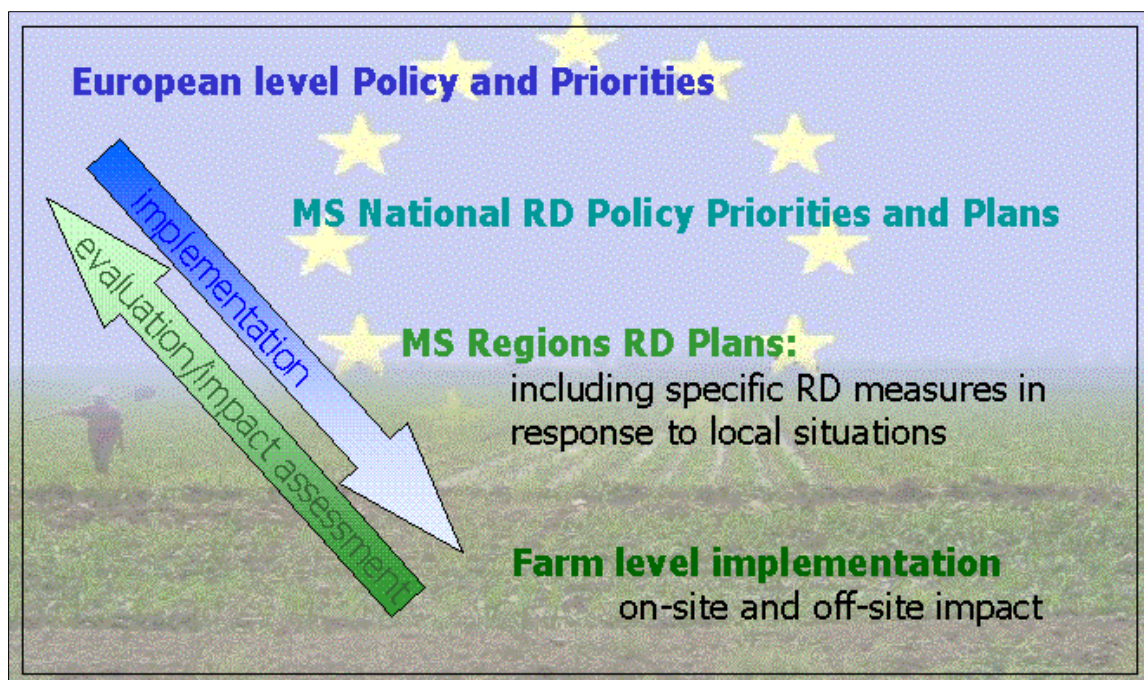 European level Policy and Priorities
implementation
evaluation/impact assessment
MS National RD Policy Priorities and Plans
MS Regions RD Plans:
including specific RD measures in
response to local situations
Farm level implementation
on-site and off-site impact